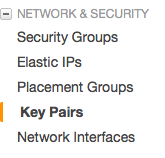 NETWORK & SECURITY
Security Groups
Elastic IPs
Placement Groups
Key Pairs
Network Interfaces